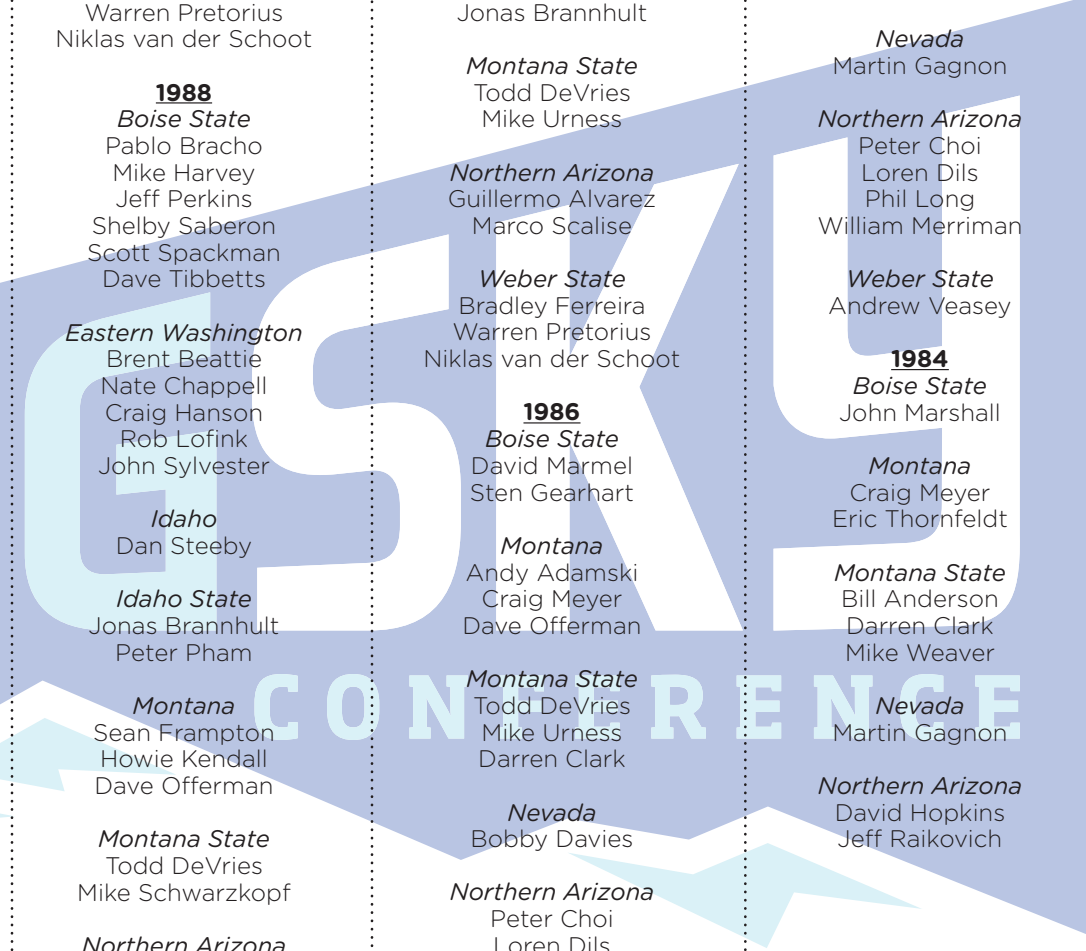 Warren Pretorius
Niklas van der Schoot
1988
Boise State
Pablo Bracho
Mike Harvey
Jeff Perkins
Shelby Saberon
Scott Spackman
Dave Tibbetts
Eastern Washington
Brent Beattie
Nate Chappell
Craig Hanson
Rob Lofink
John Sylvester
Idaho
Dan Steeby
Idaho State
Jonas Brannhult
Peter Pham
Montana
Sean Frampton
Howie Kendall
Dave Offerman
Montana State
Todd DeVries
Mike Schwarzkopf
Northern Arizona
Jonas Brannhult
Montana State
Todd DeVries
Mike Urness
Northern Arizona
Guillermo Alvarez
Marco Scalise
Weber State
Bradley Ferreira
Warren Pretorius
Niklas van der Schoot
1986
Boise State
David Marmel
Sten Gearhart
Montana
Andy Adamski
Craig Meyer
Dave Offerman
Montana State
Todd DeVries
Mike Urness
Darren Clark
Nevada
Bobby Davies
Northern Arizona
Peter Choi
Loren Dils
Nevada
Martin Gagnon
Northern Arizona
Peter Choi
Loren Dils
Phil Long
William Merriman
Weber State
Andrew Veasey
1984
Boise State
John Marshall
Montana
Craig Meyer
Eric Thornfeldt
Montana State
Bill Anderson
Darren Clark
Mike Weaver
Nevada
Martin Gagnon
Northern Arizona
David Hopkins
Jeff Raikovich
G SKY
CONFERENCE